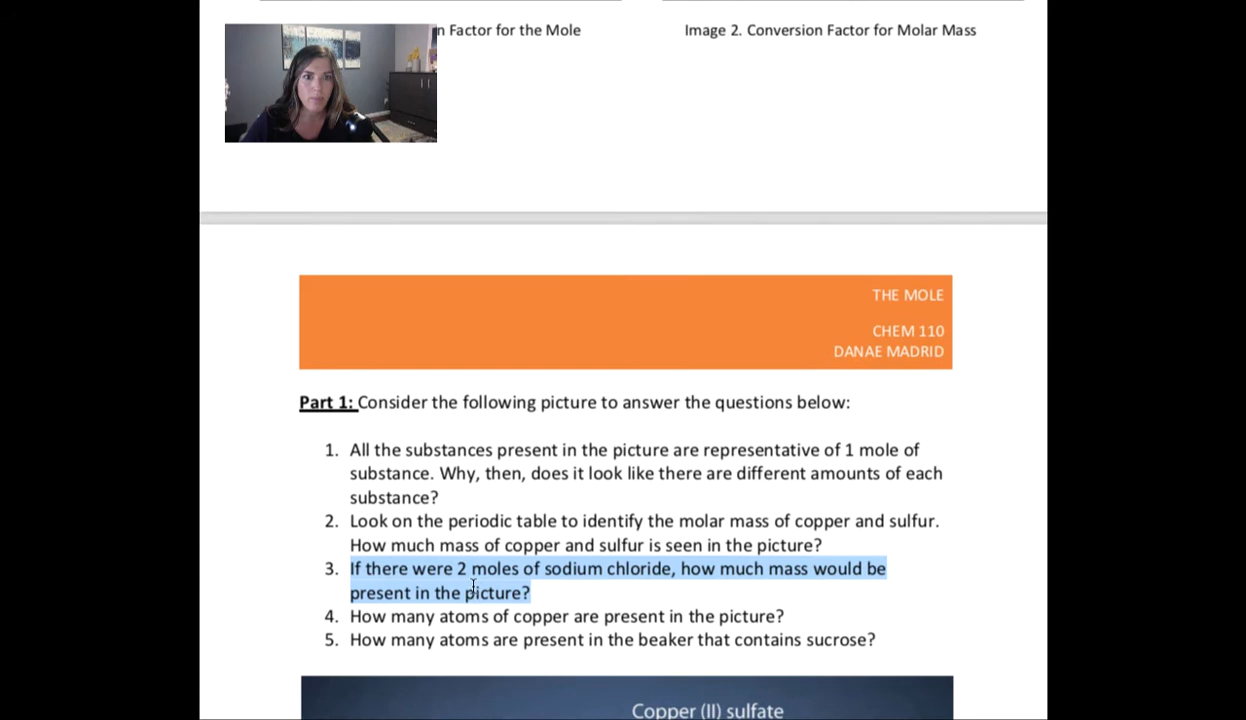 n Factor for the Mole
Image 2. Conversion Factor for Molar Mass
THE MOLE
CHEM 110
DANAE MADRID
Part 1: Consider the following picture to answer the questions below:
1. All the substances present in the picture are representative of 1 mole of
substance. Why, then, does it look like there are different amounts of each
substance?
2. Look on the periodic table to identify the molar mass of copper and sulfur.
How much mass of copper and sulfur is seen in the picture?
3. If there were 2 moles of sodium chloride, how much mass would be
present in the picture?
4. How many atoms of copper are present in the picture?
5. How many atoms are present in the beaker that contains sucrose?
Copper (II) sulfate